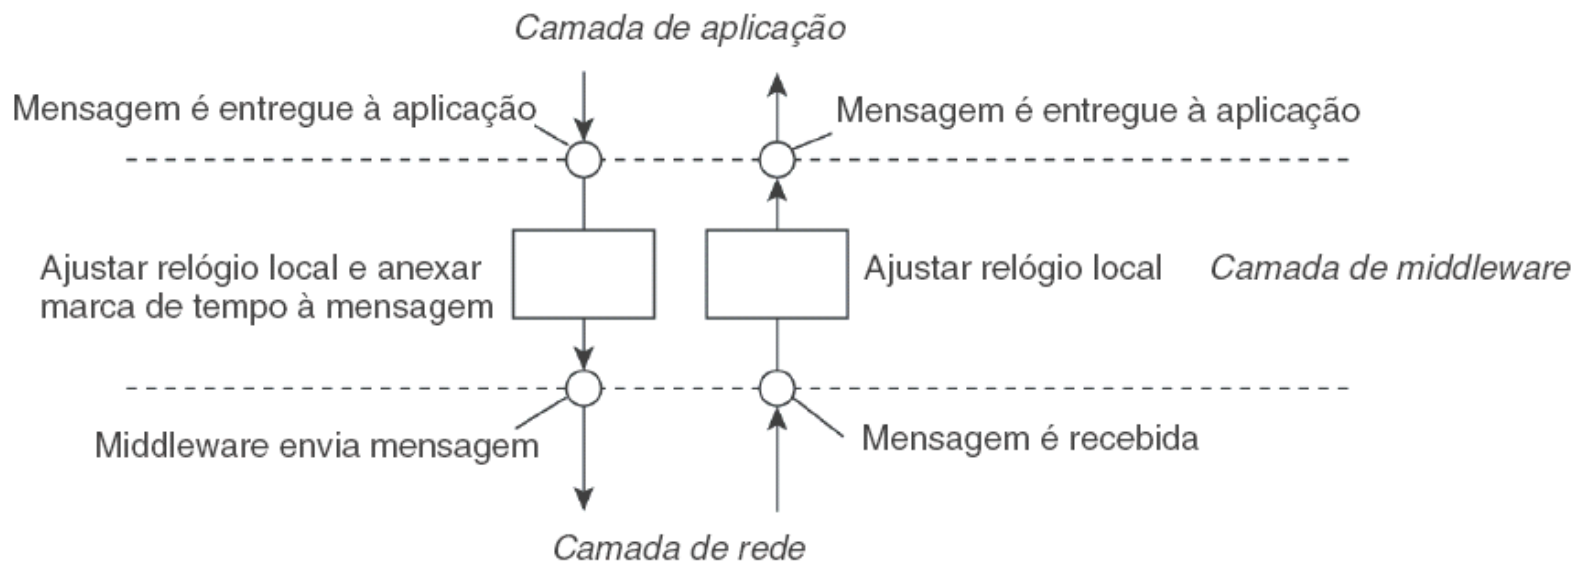 Camada de aplicação
Mensagem é entregue à aplicação
Mensagem é entregue à aplicação
Ajustar relógio local e anexar
marca de tempo à mensagem
Ajustar relógio local
Camada de middleware
Middleware envia mensagem
Mensagem é recebida
Camada de rede